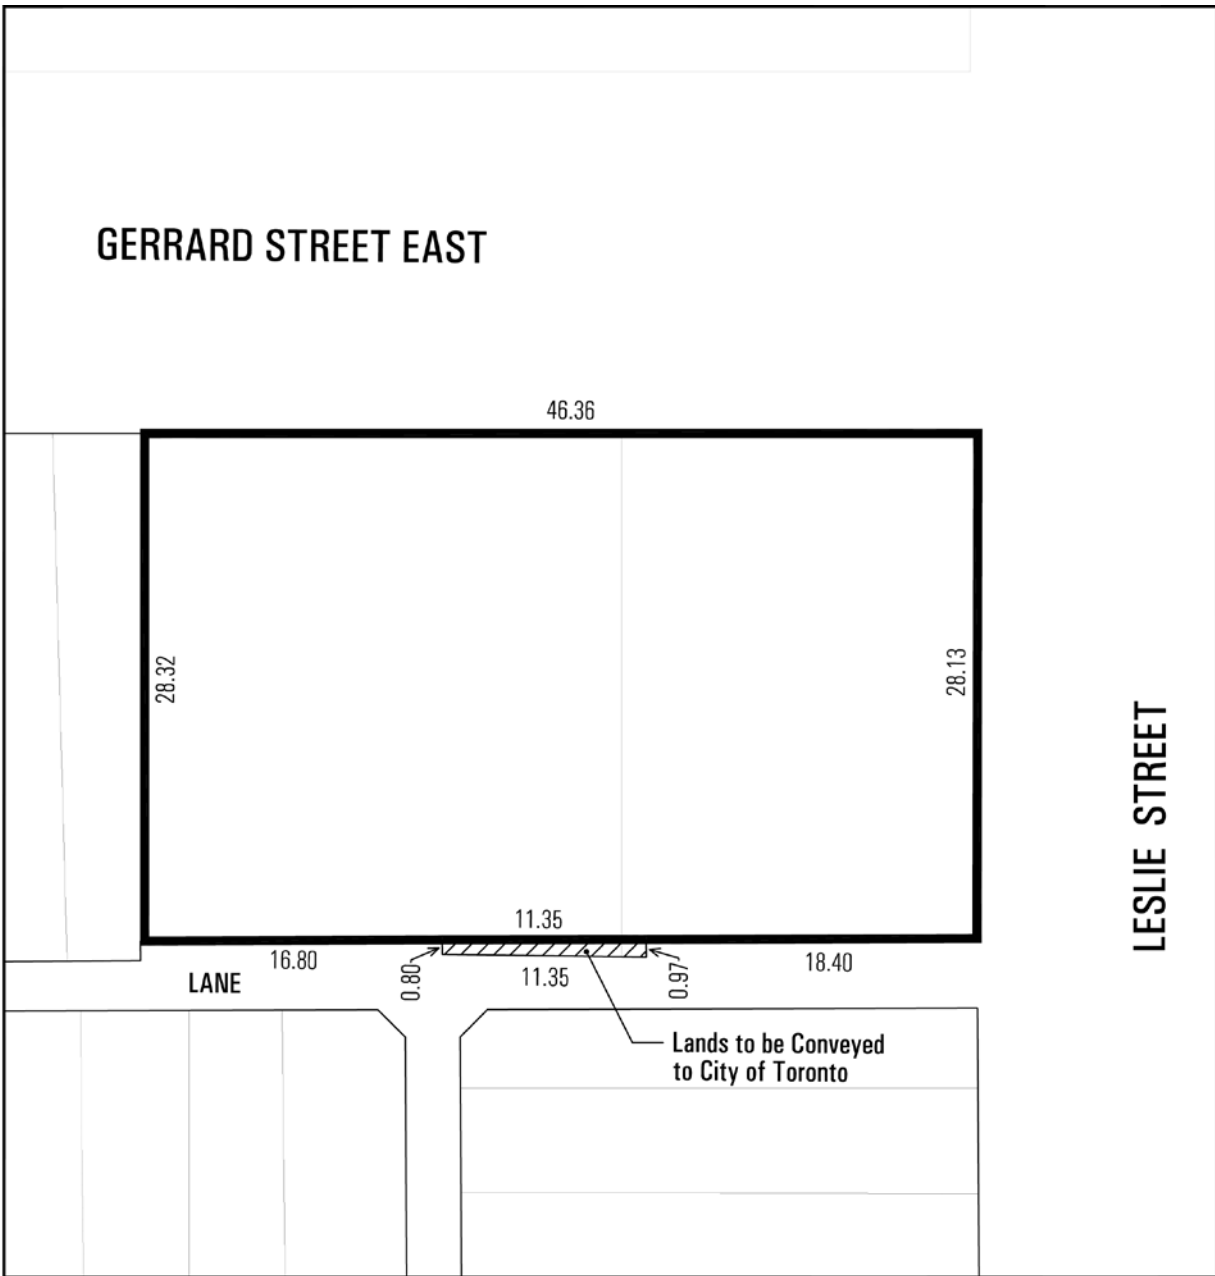 GERRARD STREET EAST
46.36
28.32
28.13
LESLIE STREET
11.35
16.80
0.80
11.35
0.97
18.40
LANE
Lands to be Conveyed
to City of Toronto